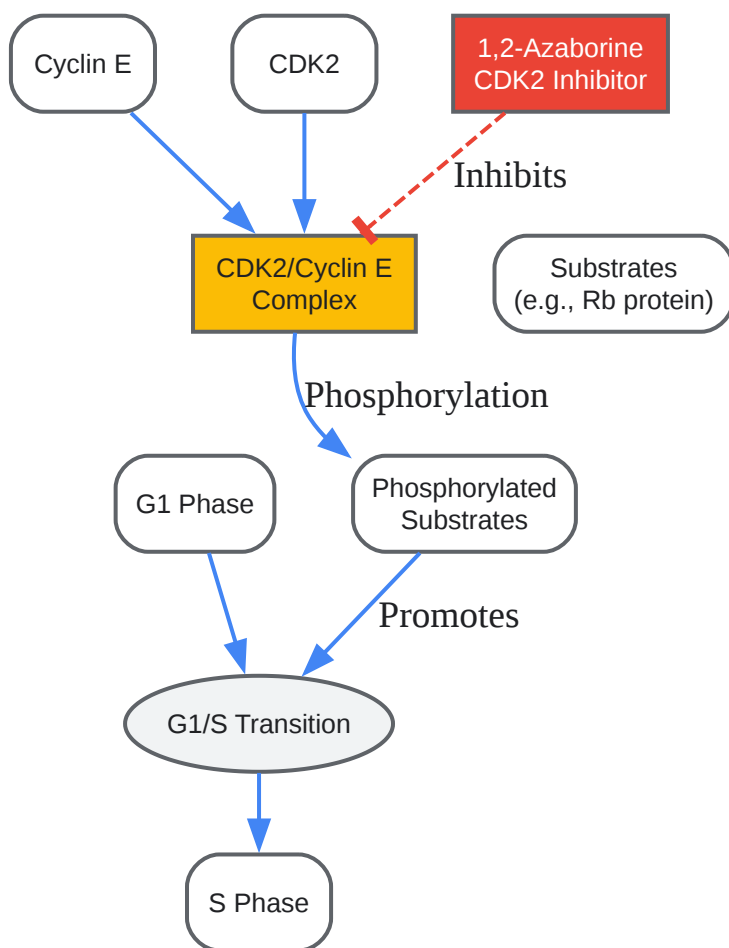 Cyclin E
CDK2
1,2-Azaborine
CDK2 Inhibitor
Inhibits
CDK2/Cyclin E
Complex
Substrates
(e.g., Rb protein)
Phosphorylation
G1 Phase
Phosphorylated
Substrates
Promotes
G1/S Transition
S Phase